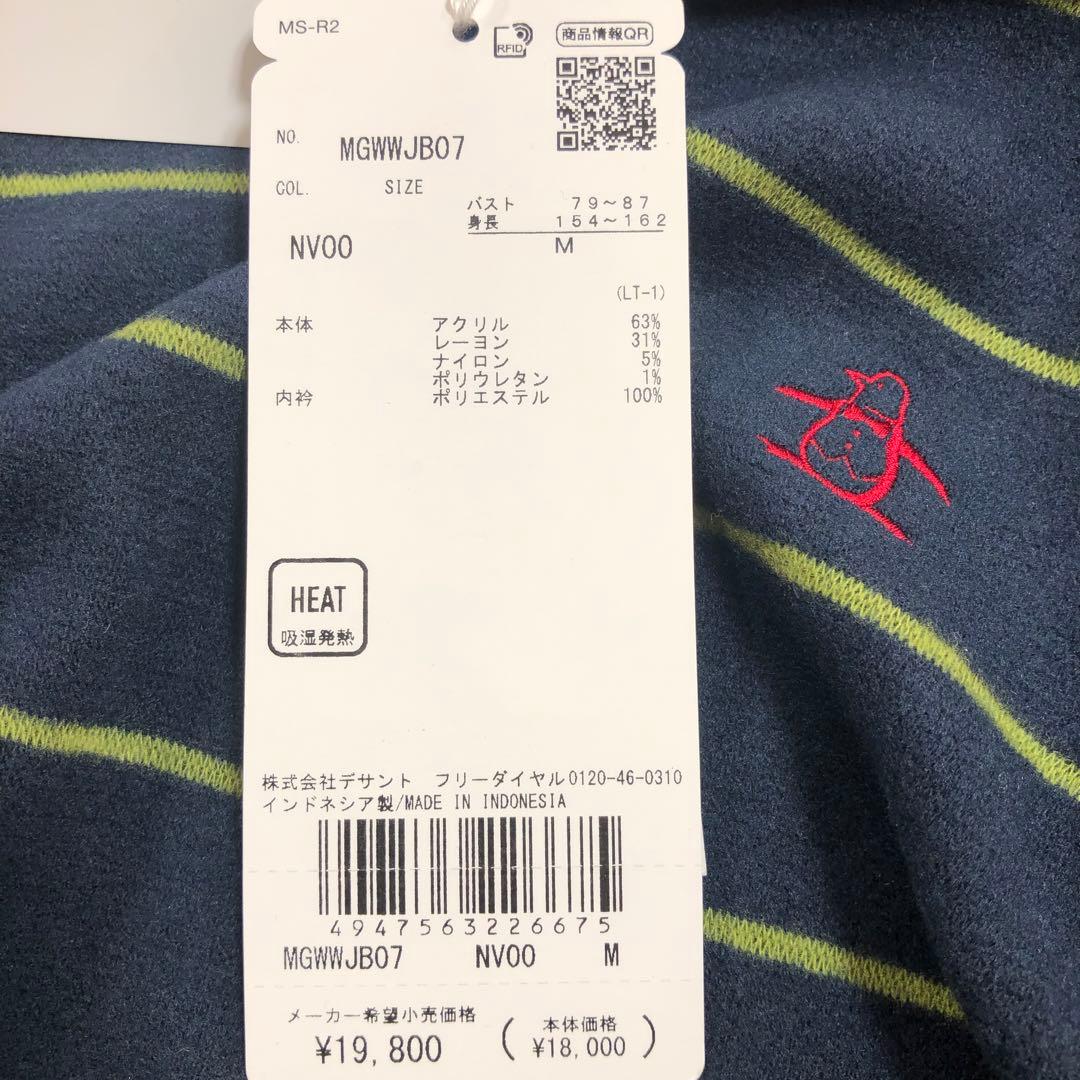 MS-R2
RFID
商品情報QR
NO. MGWWJB07
COL. SIZE
バスト 79~87
身長 154~162
NV00 M
(LT-1)
本体 アクリル 63%
レーヨン 31%
ナイロン 5%
ポリウレタン 1%
内衿 ポリエステル 100%
HEAT
吸湿発熱
株式会社デサント フリーダイヤル0120-46-0310
インドネシア製/MADE IN INDONESIA
4947563226675
MGWWJB07 NV00 M
メーカー希望小売価格
¥19,800
(本体価格
¥18,000)